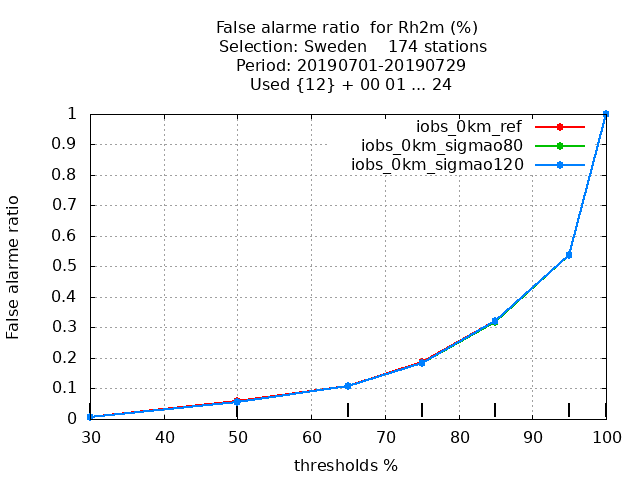 False alarme ratio  for Rh2m (%)
Selection: Sweden    174 stations
Period: 20190701-20190729
Used {12} + 00 01 ... 24
iobs_0km_ref
iobs_0km_sigmao80
iobs_0km_sigmao120
False alarme ratio
1
0.9
0.8
0.7
0.6
0.5
0.4
0.3
0.2
0.1
0
30 40 50 60 70 80 90 100
thresholds %